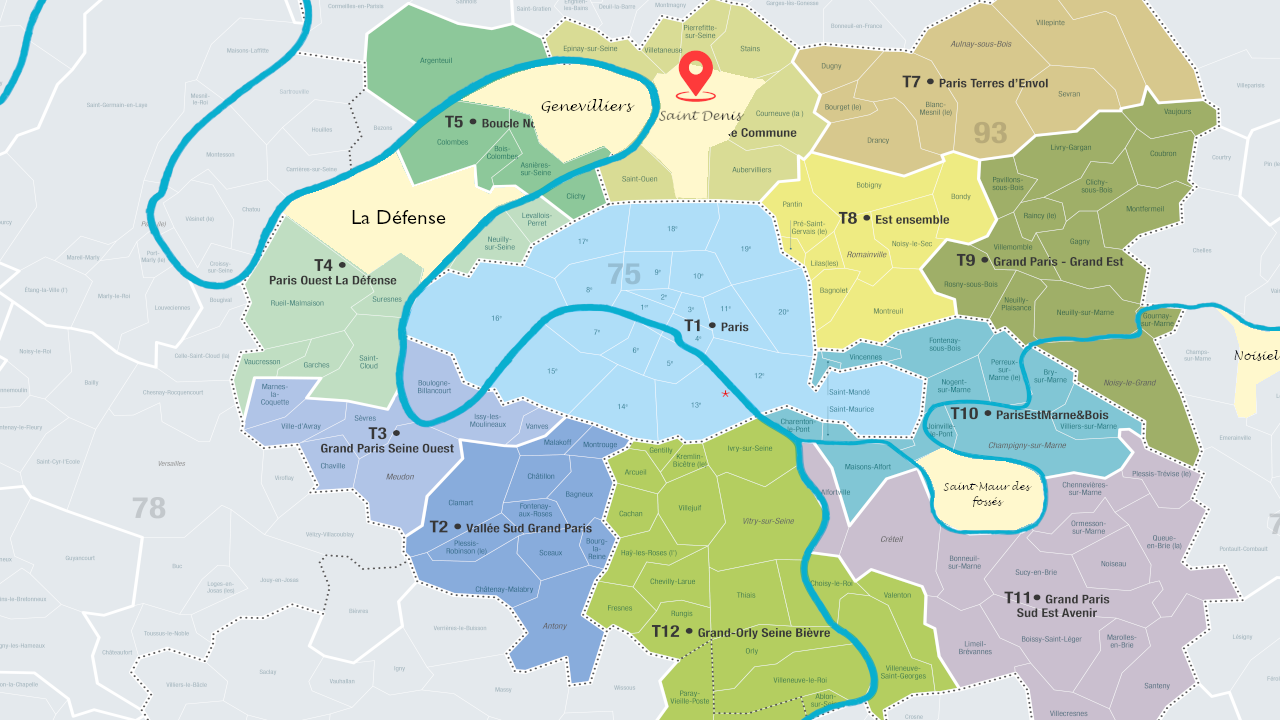 Cormeilles-en-Parisis
Saint-Gratien
Deuil-la-Barre
Montmagny
Garges-lès-Gonesse
Bonneuil-en-France
Maisons-Laffitte
Argenteuil
Epinay-sur-Seine
Villetaneuse
Pierrefitte-
sur-Seine
Stains
Villepinte
Aulnay-sous-Bois
Dugny
T7 • Paris Terres d'Envol
Sevran
Villeparisis
Saint-Germain-en-Laye
Mesnil-
le-Roi
Sartrouville
Houilles
Bezons
Genevilliers
Saint Denis
Courneuve (la )
Bourget (le)
Blanc-
Mesnil (le)
Vaujours
T5 • Boucle No
le Commune
93
Drancy
Colombes
Bois-
Colombes
Asnières-
sur-Seine
Livry-Gargan
Coubron
Courtry
Montesson
Carrières-sur-Seine
Saint-Ouen
Aubervilliers
Bobigny
Pavillons-
sous-Bois
Clichy-
sous-Bois
Clichy
Bondy
Pantin
Chatou
Vésinet (le)
La Défense
Levallois-
Perret
Pré-Saint-
Gervais (le)
T8 • Est ensemble
Raincy (le)
Montfermeil
Neuilly-
sur-Seine
17e
18e
19e
Noisy-le-Sec
Romainville
Villemomble
Gagny
Chelles
Mareil-Marly
Port-
Marly (le)
Croissy-
sur-Seine
T4 •
Paris Ouest La Défense
75
9e
10e
Lilas(les)
T9 • Grand Paris - Grand Est
Rosny-sous-Bois
Étang-la-Ville (l')
Marly-le-Roi
Louveciennes
Bougival
Rueil-Malmaison
Suresnes
8e
2e
1er
3e
11e
20e
Bagnolet
Montreuil
Neuilly-
Plaisance
Neuilly-sur-Marne
Gournay-
sur-Marne
16e
7e
T1 • Paris
4e
Noisy-le-Roi
Celle-Saint-Cloud (la)
Vaucresson
Garches
Saint-
Cloud
6e
5e
15e
12e
Vincennes
Fontenay-
sous-Bois
Perreux-
sur-Marne (le)
Bry-
sur-Marne
Champs-
sur-Marne
Noisiel
Bailly
Chesnay-Rocquencourt
Marnes-
la-Coquette
Boulogne-
Billancourt
Nogent-
sur-Marne
Noisy-le-Grand
Saint-Mandé
Saint-Maurice
14e
13e
*
Ville-d'Avray
Sèvres
Issy-les-
Moulineaux
Vanves
Charenton-
le-Pont
T10 • ParisEstMarne&Bois
Joinville-
le-Pont
Villiers-sur-Marne
Champigny-sur-Marne
T3 •
Grand Paris Seine Ouest
Malakoff
Montrouge
Gentilly
Kremlin-
Bicêtre (le)
Ivry-sur-Seine
Emerainville
Saint-Cyr-l'Ecole
Versailles
Chaville
Viroflay
Meudon
Châtillon
Arcueil
Maisons-Alfort
Alfortville
Saint Maur des
fossés
Chennevières-
sur-Marne
Plessis-Trévise (le)
78
Clamart
Bagneux
Fontenay-
aux-Roses
Cachan
Villejuif
Vitry-sur-Seine
Ormesson-
sur-Marne
T2 • Vallée Sud Grand Paris
Vélizy-Villacoublay
Plessis-
Robinson (le)
Sceaux
Bourg-
la-
Reine
Haÿ-les-Roses (l')
Créteil
Queue-
en-Brie (la)
Pontault-Combault
Guyancourt
Buc
Jouy-en-Josas
Loges-en-
Josas (les)
Châtenay-Malabry
Chevilly-Larue
Choisy-le-Roi
Bonneuil-
sur-Marne
Sucy-en-Brie
Noiseau
Bièvres
Fresnes
Rungis
Thiais
Valenton
T11• Grand Paris
Sud Est Avenir
Verrières-le-Buisson
Antony
T12 • Grand-Orly Seine Bièvre
Toussus-le-Noble
Châteaufort
Limeil-
Brévannes
Boissy-Saint-Léger
Marolles-
en-Brie
Lésigny
Saclay
Vauhallan
Igny
Massy
Wissous
Orly
Villiers-le-Bâcle
Paray-
Vieille-Poste
Villeneuve-le-Roi
Villeneuve-
Saint-Georges
Ablon-
sur-Seine
Crosne
Santeny
Villecresnes